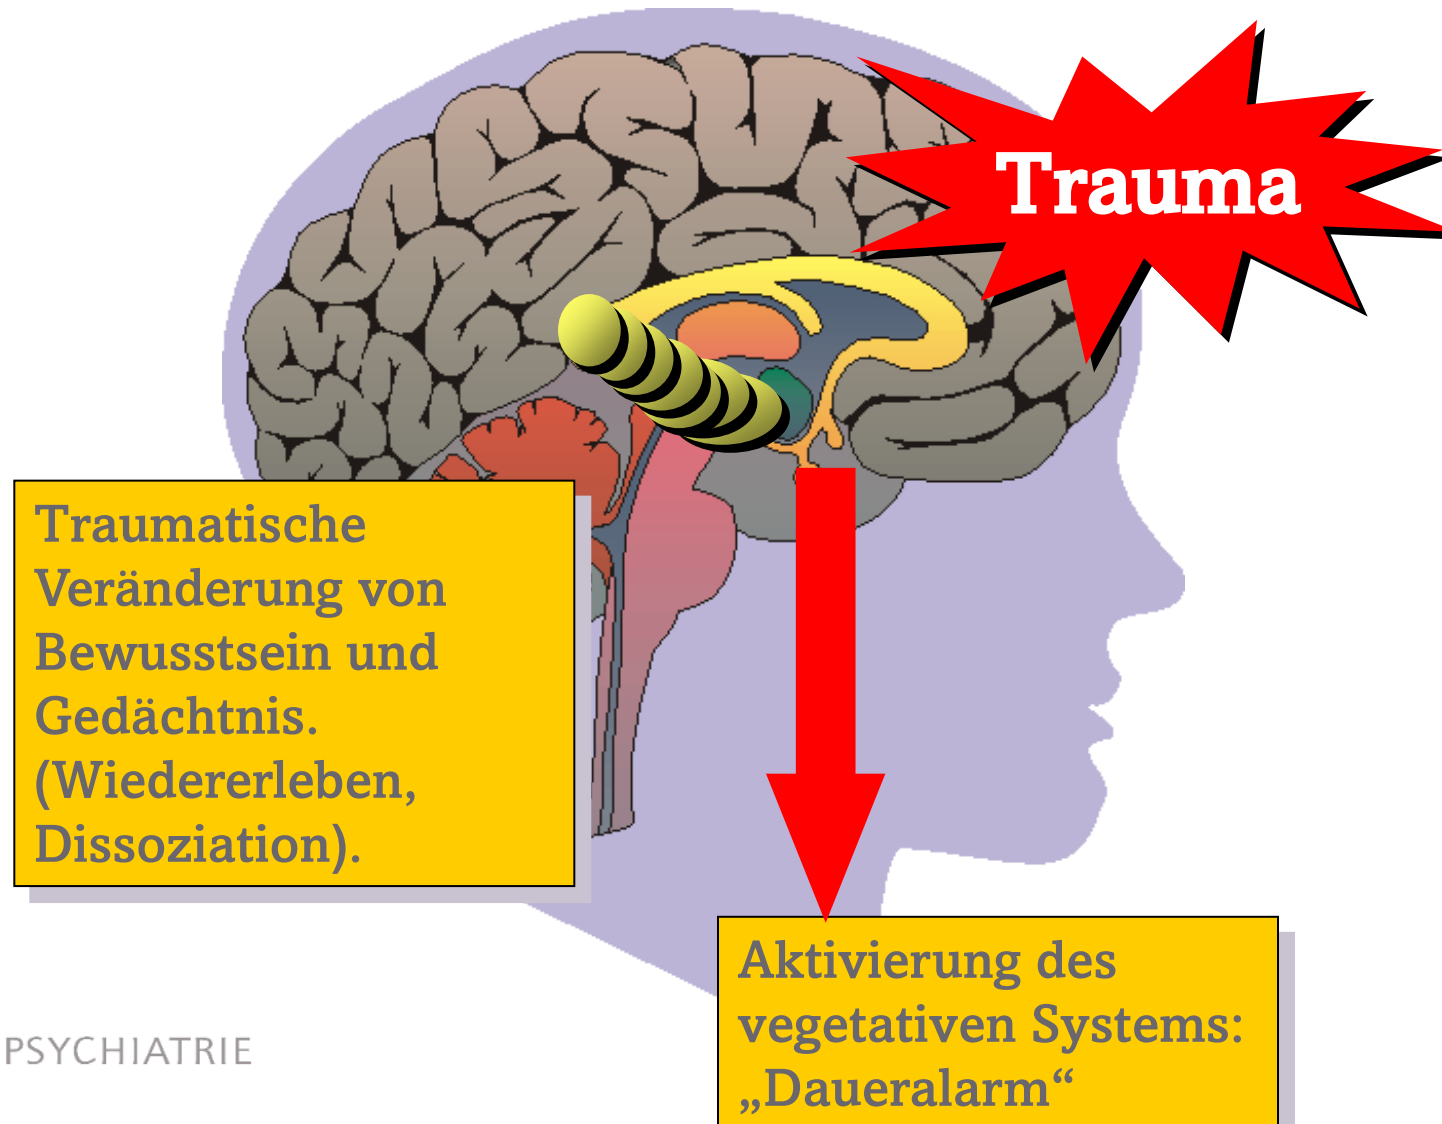 Trauma
Traumatische
Veränderung von
Bewusstsein und
Gedächtnis.
(Wiedererleben,
Dissoziation).
Aktivierung des
vegetativen Systems:
„Daueralarm“
PSYCHIATRIE